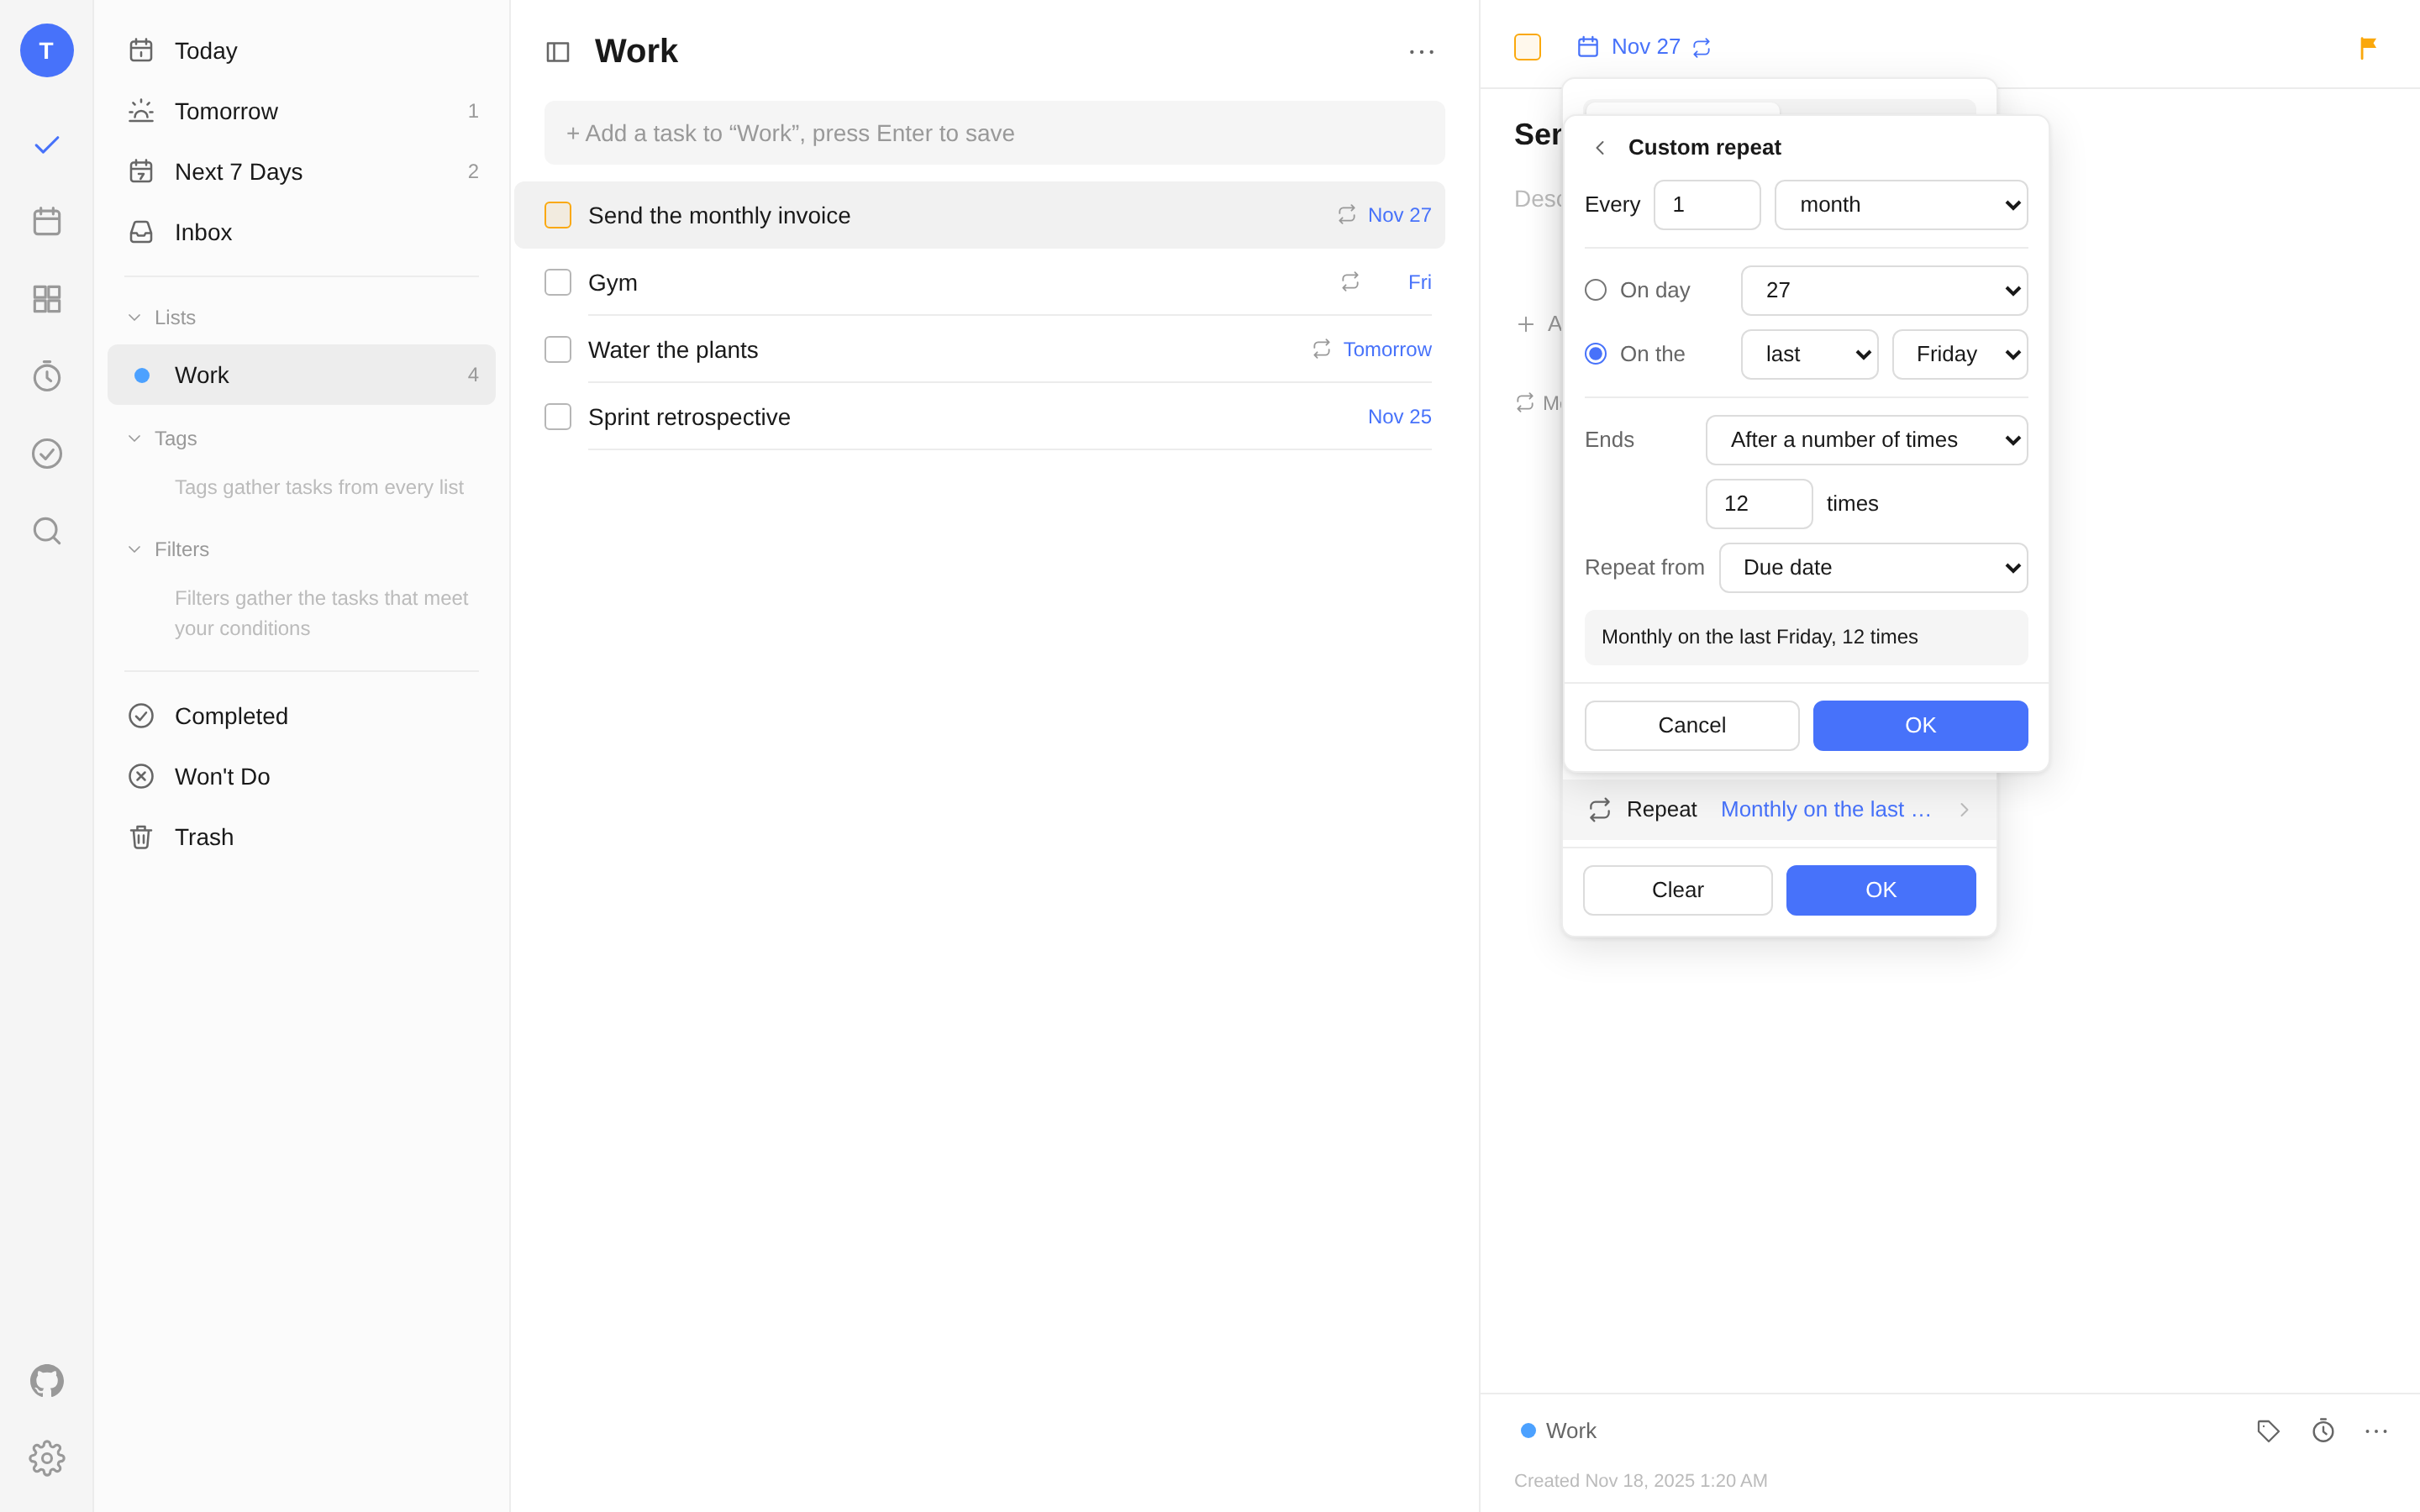 T
Today
Tomorrow 1
Next 7 Days 2
Inbox
Lists
Work 4
Tags
Tags gather tasks from every list
Filters
Filters gather the tasks that meet
your conditions
Completed
Won't Do
Trash
Work
+ Add a task to “Work”, press Enter to save
Send the monthly invoice Nov 27
Gym Fri
Water the plants Tomorrow
Sprint retrospective Nov 25
Nov 27
Custom repeat
Every 1 month
On day 27
On the last Friday
Ends After a number of times
12 times
Repeat from Due date
Monthly on the last Friday, 12 times
Cancel OK
Repeat Monthly on the last …
Clear OK
Work
Created Nov 18, 2025 1:20 AM